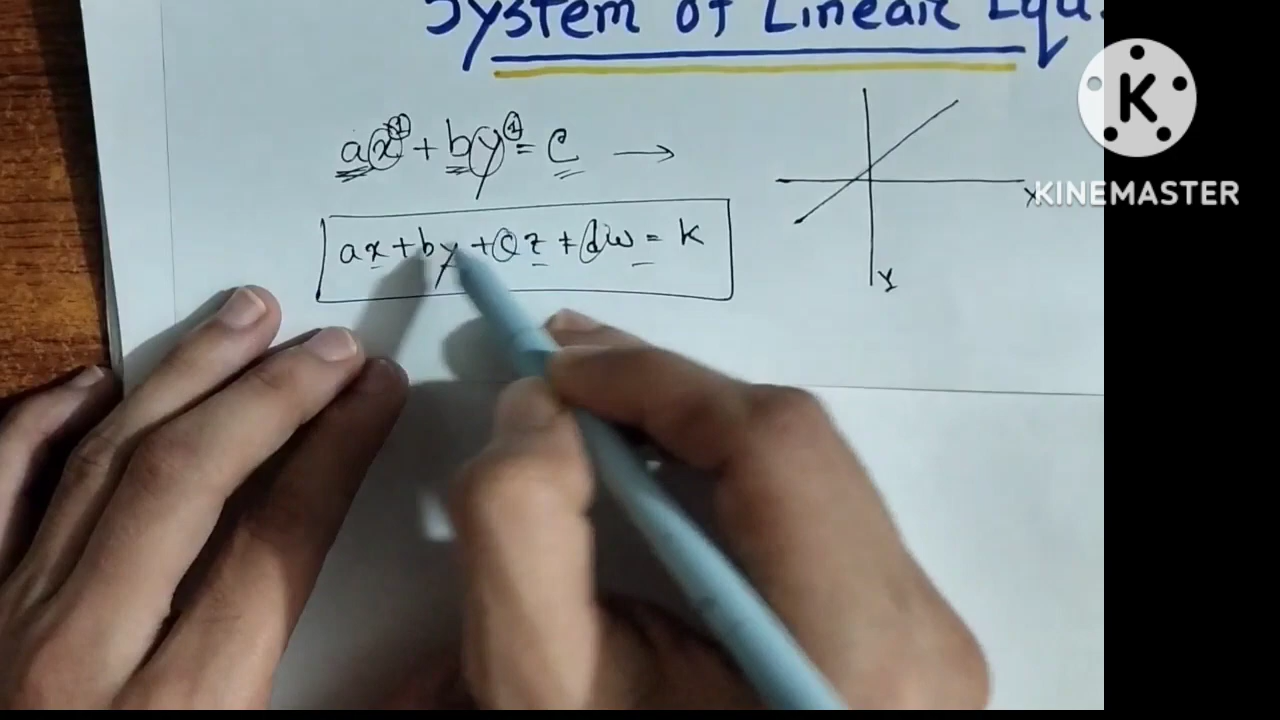 System of Linear Equ.
ax¹ + by¹ = c →
ax + by + cz + dw = k
X
Y
K
KINEMASTER